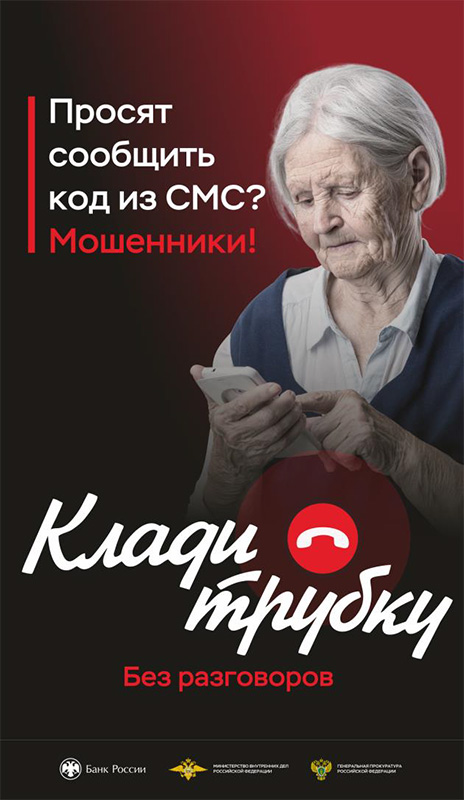 Просят
сообщить
код из СМС?
Мошенники!
Клади
трубку
Без разговоров
Банк России
МИНИСТЕРСТВО ВНУТРЕННИХ ДЕЛ
РОССИЙСКОЙ ФЕДЕРАЦИИ
ГЕНЕРАЛЬНАЯ ПРОКУРАТУРА
РОССИЙСКОЙ ФЕДЕРАЦИИ